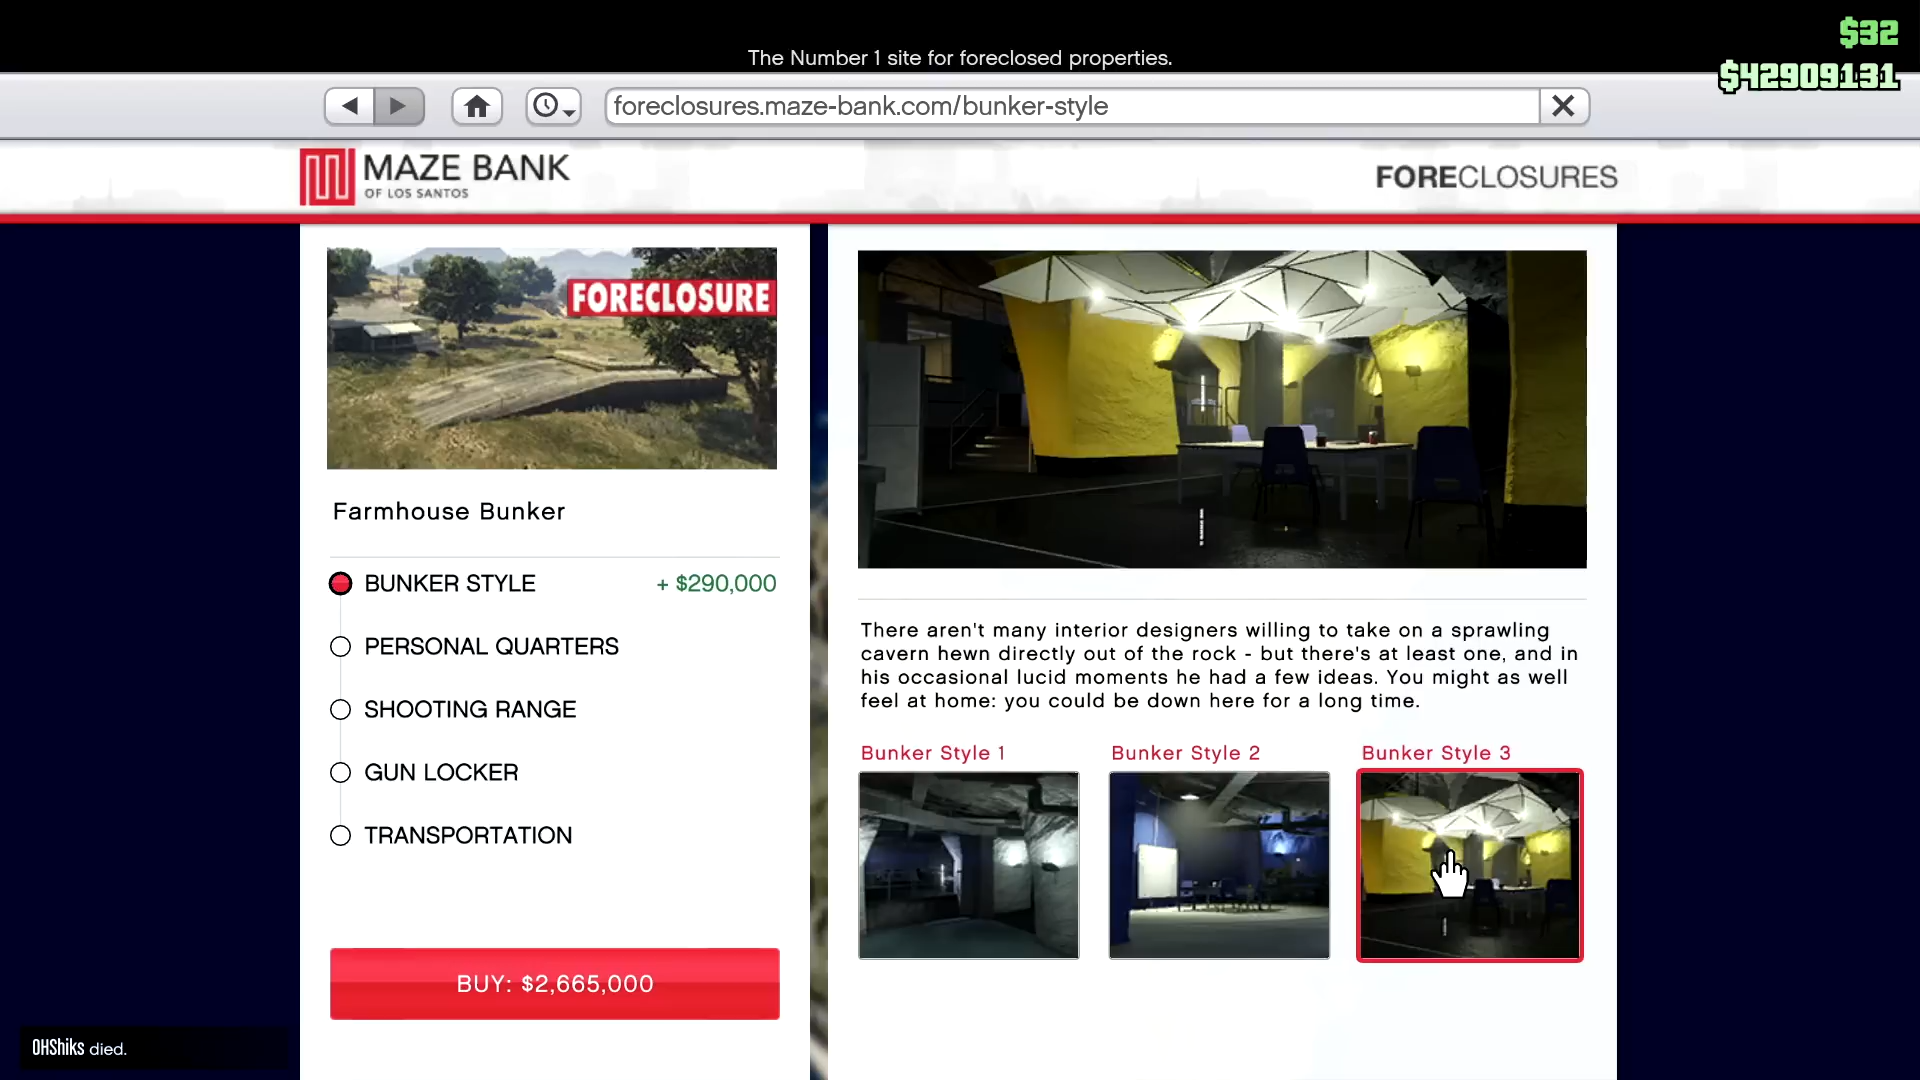 $32
The Number 1 site for foreclosed properties.
$42909131
foreclosures.maze-bank.com/bunker-style
MAZE BANK
OF LOS SANTOS
FORECLOSURES
FORECLOSURE
Farmhouse Bunker
BUNKER STYLE + $290,000
PERSONAL QUARTERS
SHOOTING RANGE
GUN LOCKER
TRANSPORTATION
BUY: $2,665,000
There aren't many interior designers willing to take on a sprawling
cavern hewn directly out of the rock - but there's at least one, and in
his occasional lucid moments he had a few ideas. You might as well
feel at home: you could be down here for a long time.
Bunker Style 1
Bunker Style 2
Bunker Style 3
OHShiks died.